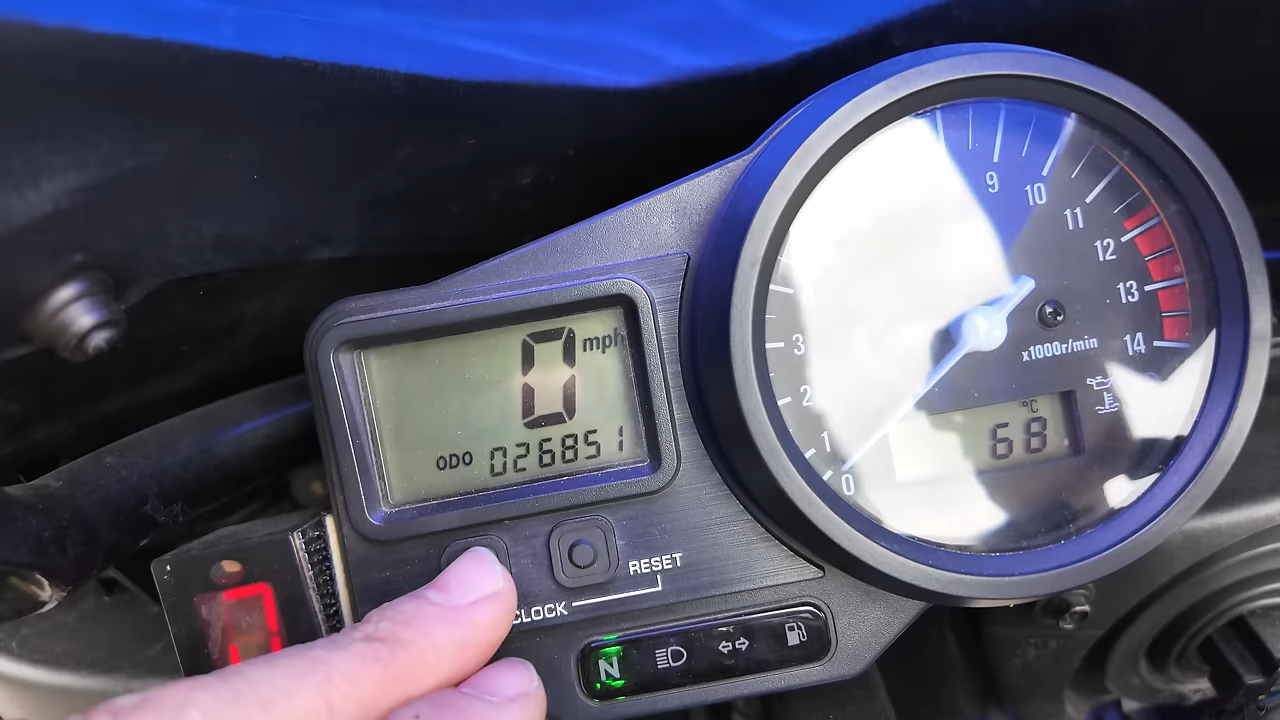 0 mph
ODO 026851
RESET
CLOCK
N
9
10
11
12
13
14
3
2
1
0
x1000r/min
°C
68